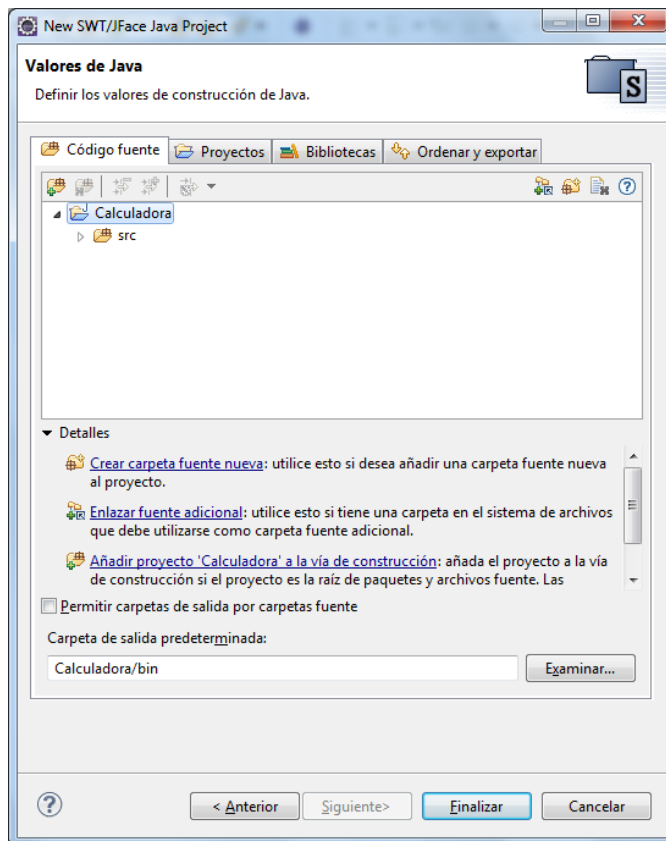 New SWT/JFace Java Project
Valores de Java
Definir los valores de construcción de Java.
Código fuente
Proyectos
Bibliotecas
Ordenar y exportar
Calculadora
src
Detalles
Crear carpeta fuente nueva: utilice esto si desea añadir una carpeta fuente nueva
al proyecto.
Enlazar fuente adicional: utilice esto si tiene una carpeta en el sistema de archivos
que debe utilizarse como carpeta fuente adicional.
Añadir proyecto 'Calculadora' a la vía de construcción: añada el proyecto a la vía
de construcción si el proyecto es la raíz de paquetes y archivos fuente. Las
Permitir carpetas de salida por carpetas fuente
Carpeta de salida predeterminada:
Calculadora/bin
Examinar...
< Anterior
Siguiente>
Finalizar
Cancelar